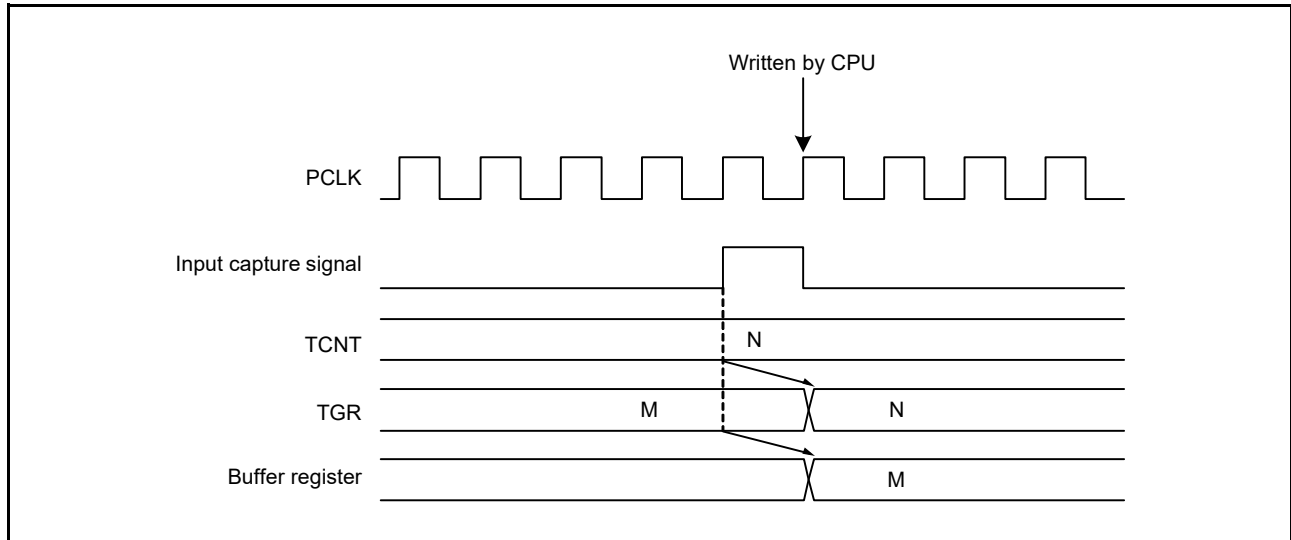 Written by CPU
PCLK
Input capture signal
TCNT
N
TGR
M
N
Buffer register
M